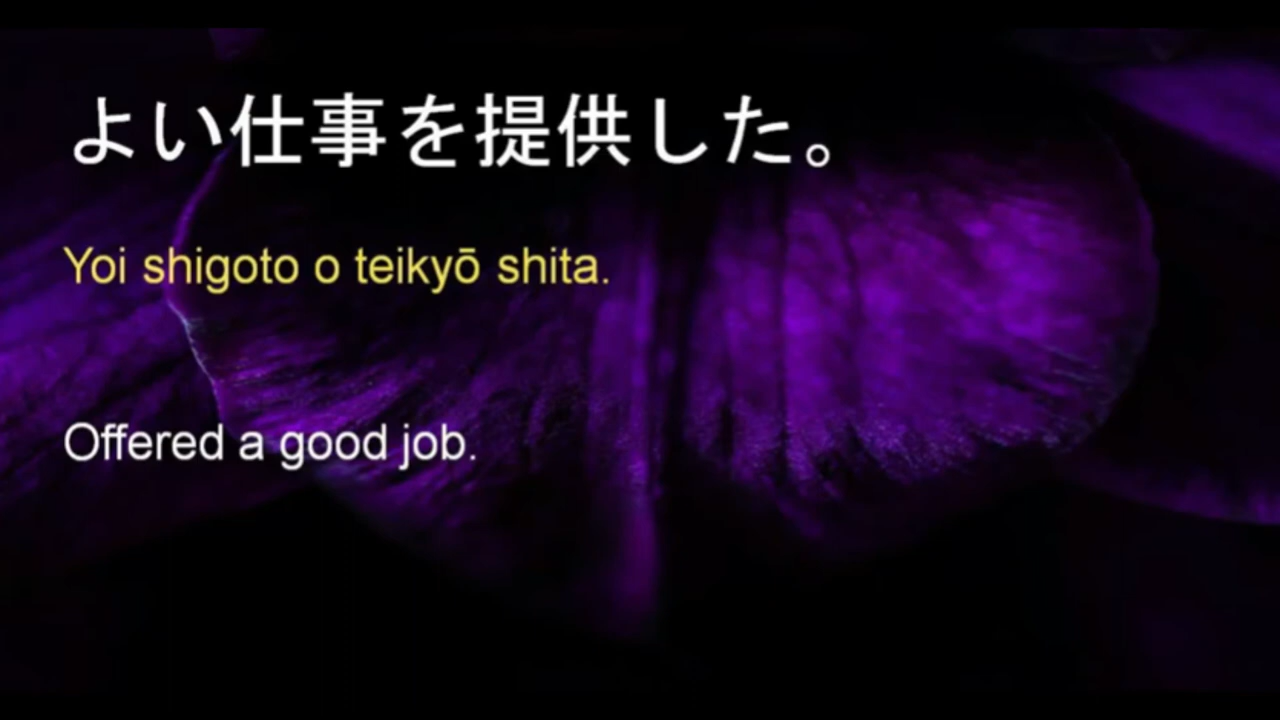 よい仕事を提供した。
Yoi shigoto o teikyō shita.
Offered a good job.